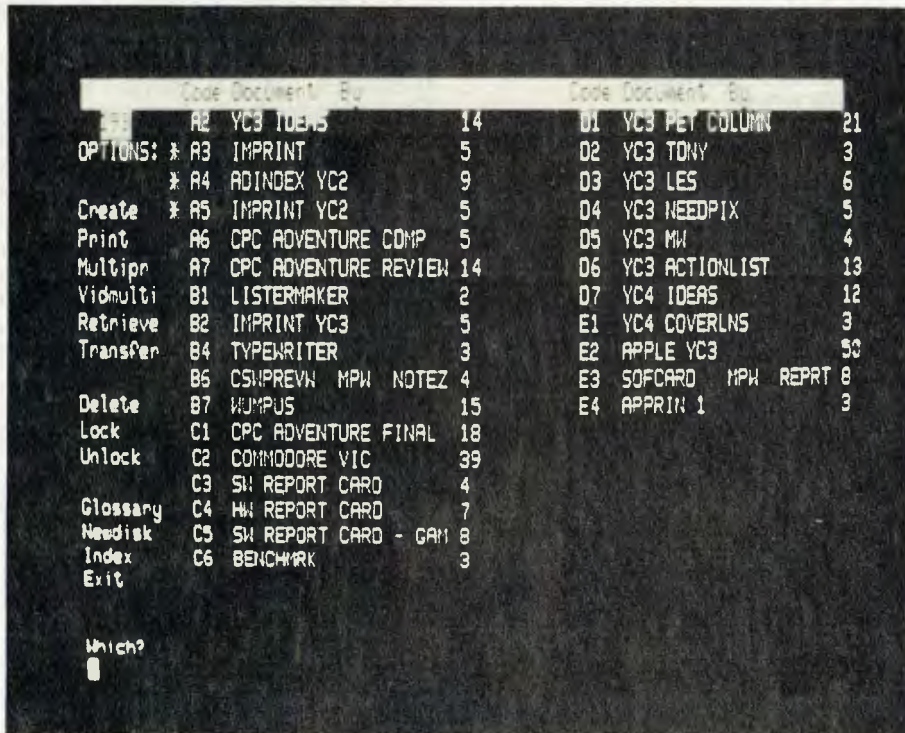 Code Document By Code Document By
A2 YC3 IDEAS 14 D1 YC3 PET COLUMN 21
OPTIONS: * A3 IMPRINT 5 D2 YC3 TONY 3
* A4 ADINDEX YC2 9 D3 YC3 LES 6
Create * A5 IMPRINT YC2 5 D4 YC3 NEEDPIX 5
Print A6 CPC ADVENTURE COMP 5 D5 YC3 MW 4
Multipr A7 CPC ADVENTURE REVIEW 14 D6 YC3 ACTIONLIST 13
Vidmulti B1 LISTERMAKER 2 D7 YC4 IDEAS 12
Retrieve B2 IMPRINT YC3 5 E1 YC4 COVERLNS 3
Transfer B4 TYPEWRITER 3 E2 APPLE YC3 50
B6 CSWPREVW MPW NOTEZ 4 E3 SOFCARD MPW REPRT 8
Delete B7 WUMPUS 15 E4 APPRIN 1 3
Lock C1 CPC ADVENTURE FINAL 18
Unlock C2 COMMODORE VIC 39
C3 SW REPORT CARD 4
Glossary C4 HW REPORT CARD 7
Newdisk C5 SW REPORT CARD - GAM 8
Index C6 BENCHMRK 3
Exit
Which?